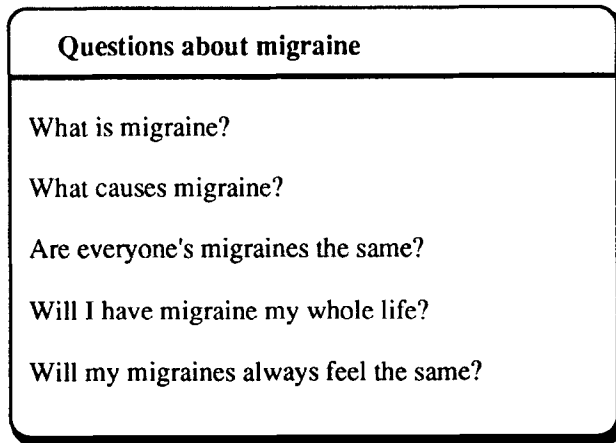 Questions about migraine
What is migraine?
What causes migraine?
Are everyone's migraines the same?
Will I have migraine my whole life?
Will my migraines always feel the same?